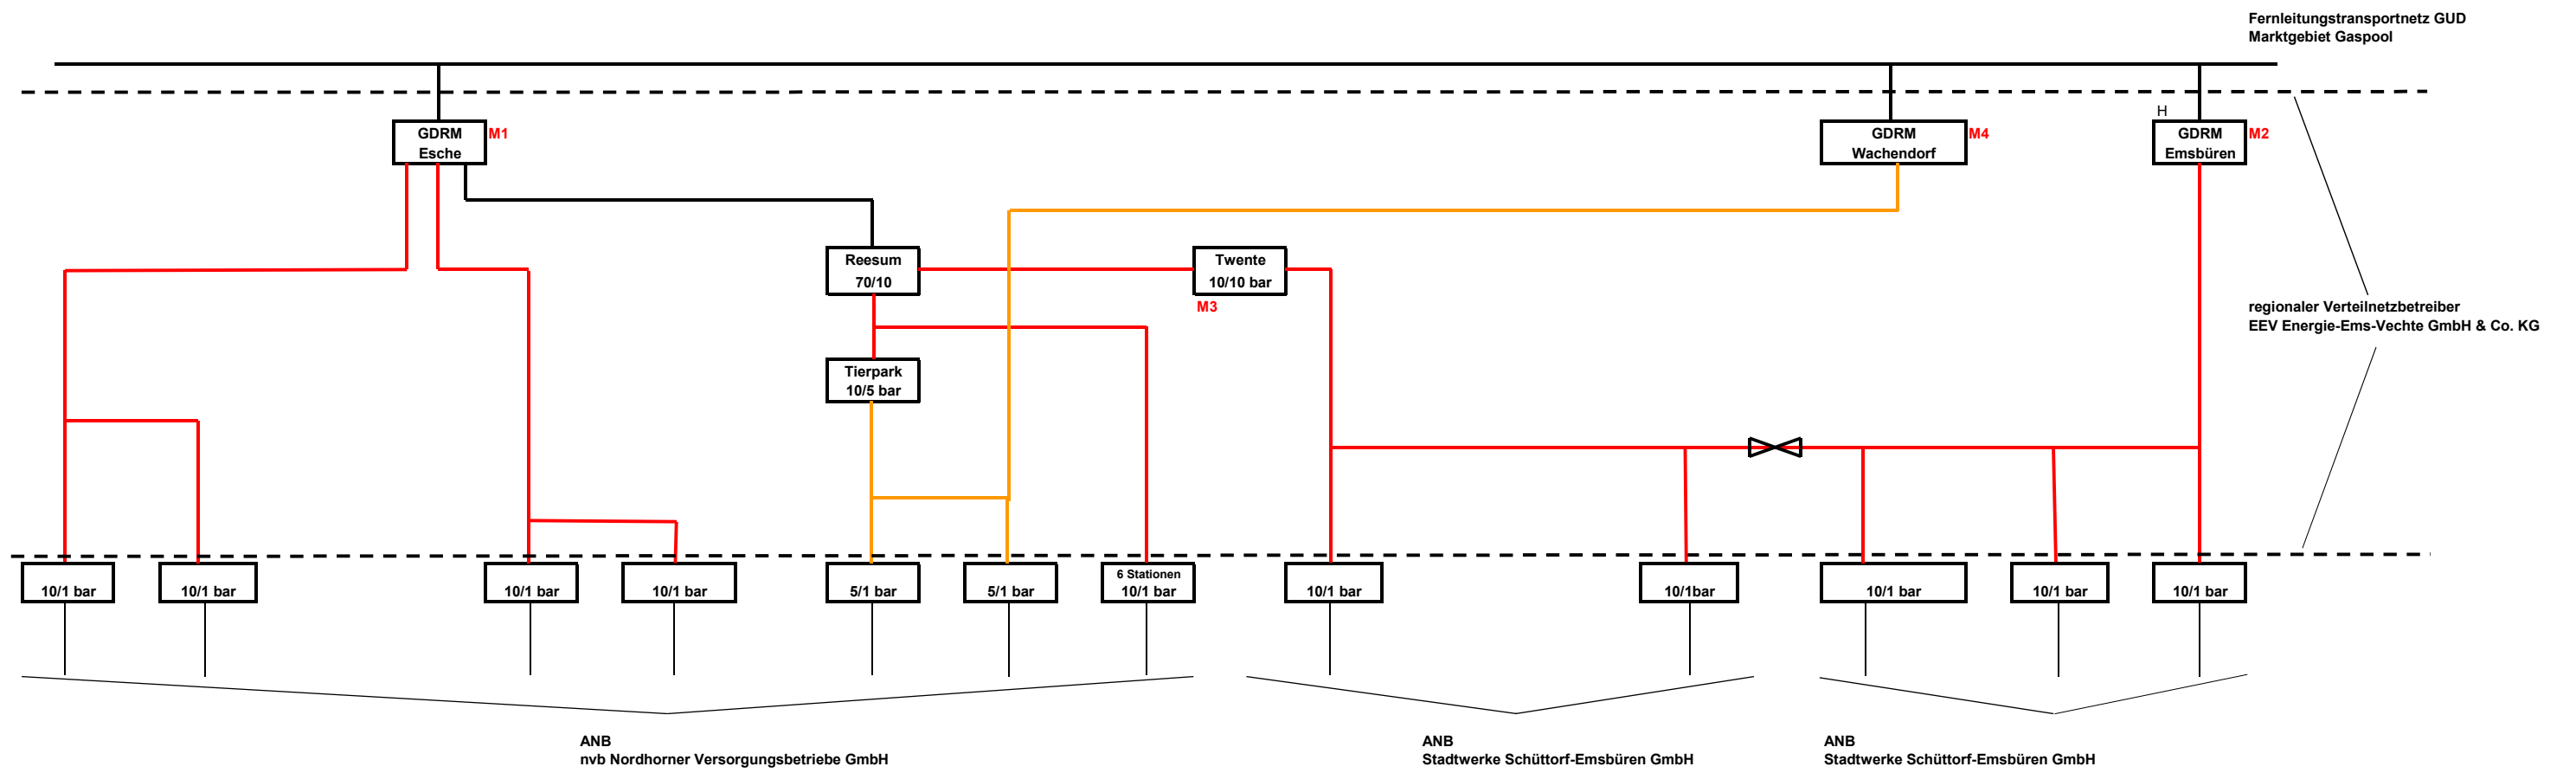 Fernleitungstransportnetz GUD
Marktgebiet Gaspool
H
GDRM
Esche
M1
GDRM
Wachendorf
M4
GDRM
Emsbüren
M2
Reesum
70/10
Twente
10/10 bar
M3
regionaler Verteilnetzbetreiber
EEV Energie-Ems-Vechte GmbH & Co. KG
Tierpark
10/5 bar
10/1 bar
10/1 bar
10/1 bar
10/1 bar
5/1 bar
5/1 bar
6 Stationen
10/1 bar
10/1 bar
10/1bar
10/1 bar
10/1 bar
10/1 bar
ANB
nvb Nordhorner Versorgungsbetriebe GmbH
ANB
Stadtwerke Schüttorf-Emsbüren GmbH
ANB
Stadtwerke Schüttorf-Emsbüren GmbH